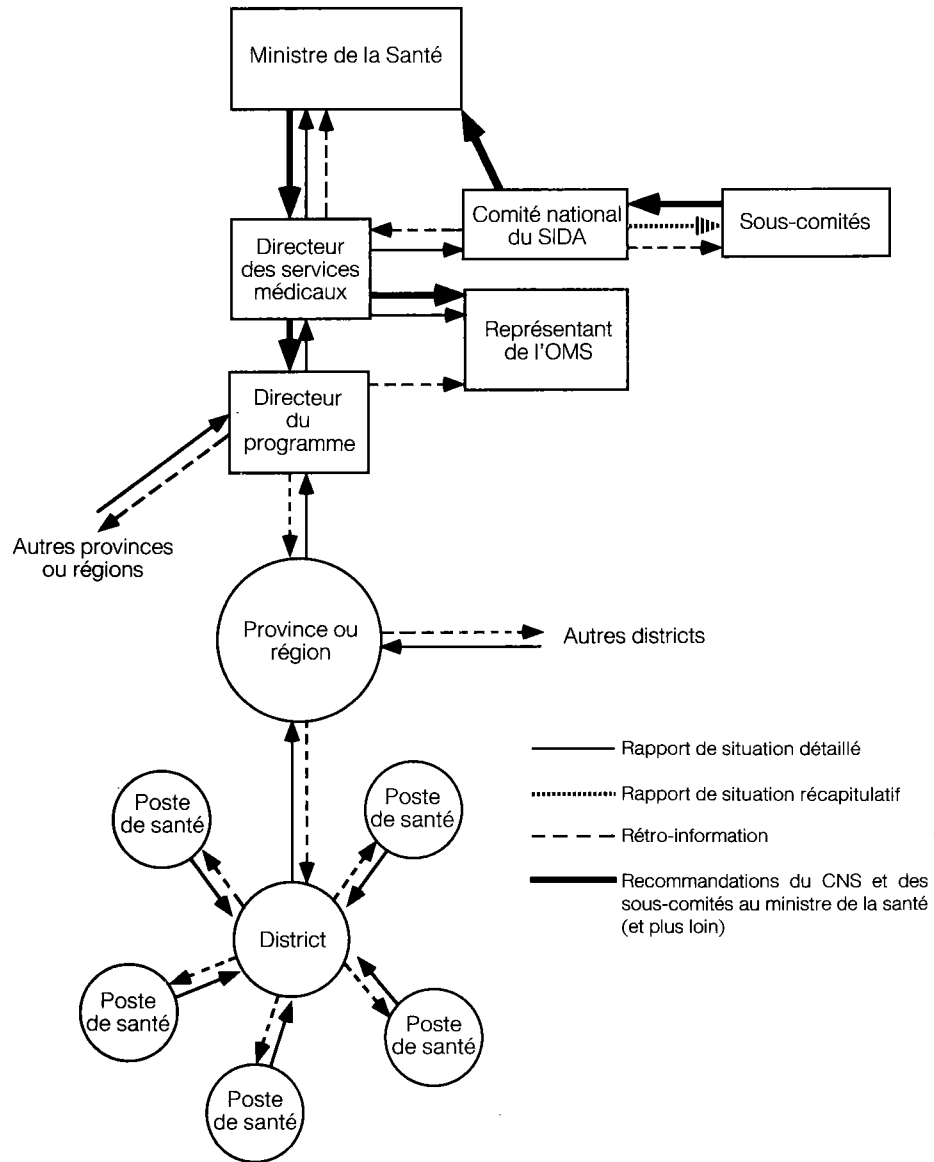 Ministre de la Santé
Comité national
du SIDA
Sous-comités
Directeur
des services
médicaux
Représentant
de l'OMS
Directeur
du
programme
Autres provinces
ou régions
Province ou
région
Autres districts
Rapport de situation détaillé
Rapport de situation récapitulatif
Rétro-information
Recommandations du CNS et des
sous-comités au ministre de la santé
(et plus loin)
Poste
de santé
Poste
de santé
District
Poste
de santé
Poste
de santé
Poste
de santé